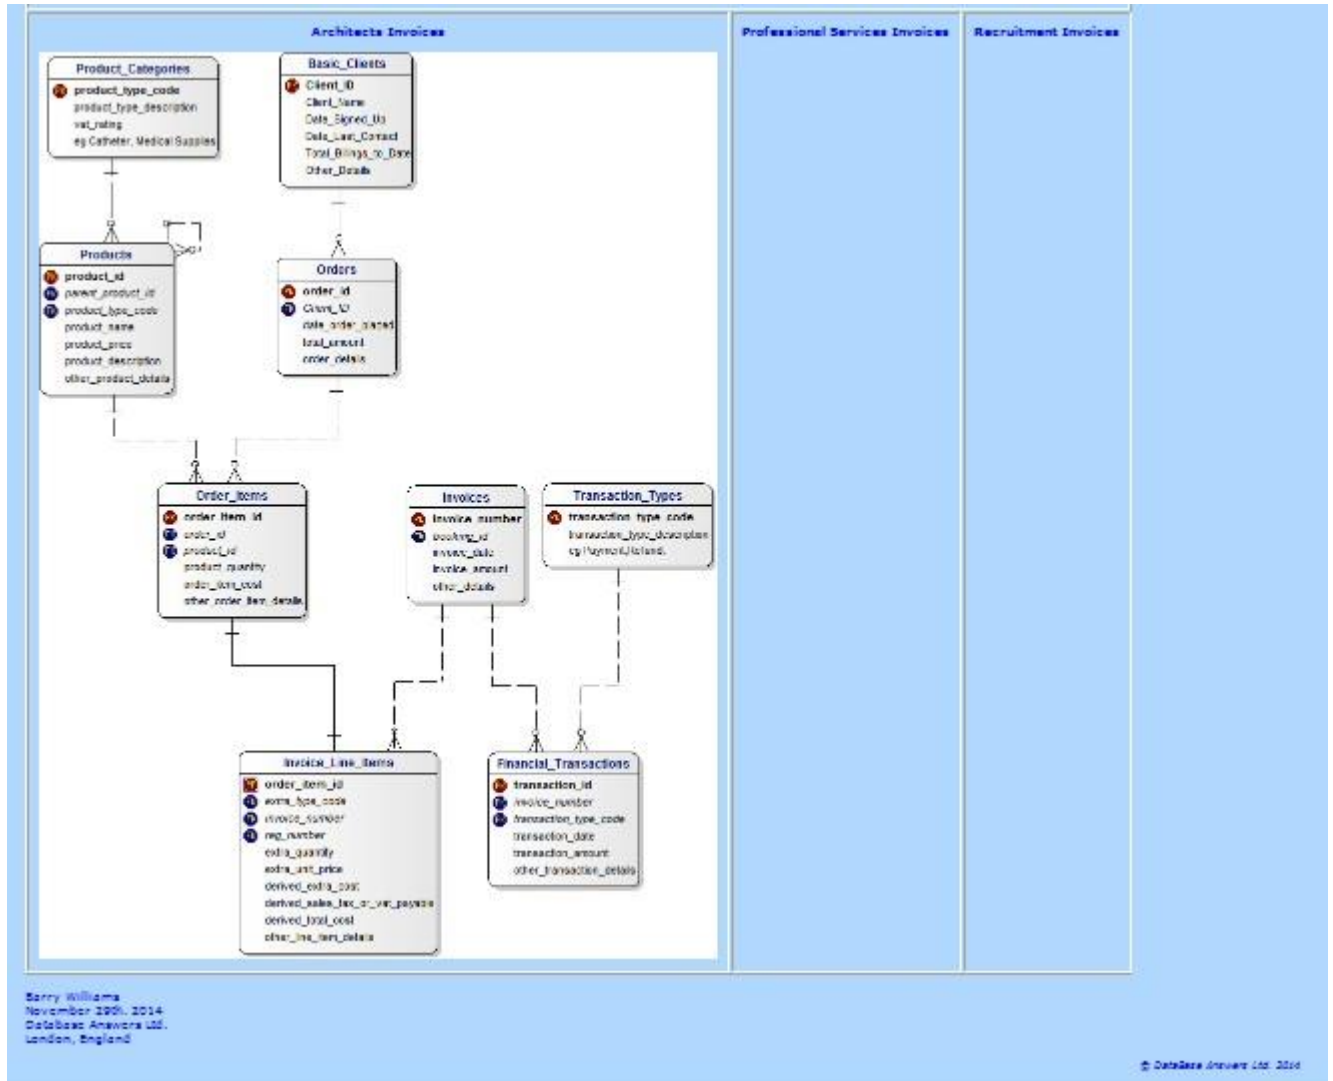 Architects Invoices
Professional Services Invoices
Recruitment Invoices
Product_Categories
product_type_code
product_type_description
vat_rating
eg Catheter, Medical Supplies
Basic_Clients
Client_ID
Client_Name
Date_Signed_Up
Date_Last_Contact
Total_Billings_to_Date
Other_Details
Products
product_id
parent_product_id
product_type_code
product_name
product_price
product_description
other_product_details
Orders
order_id
Client_ID
date_order_placed
total_amount
order_details
Order_Items
order_item_id
order_id
product_id
product_quantity
order_item_cost
other_order_item_details
Invoices
invoice_number
booking_id
invoice_date
invoice_amount
other_details
Transaction_Types
transaction_type_code
transaction_type_description
eg Payment,Refund.
Invoice_Line_Items
order_item_id
extra_type_code
invoice_number
reg_number
extra_quantity
extra_unit_price
derived_extra_cost
derived_sales_tax_or_vat_payable
derived_total_cost
other_line_item_details
Financial_Transactions
transaction_id
invoice_number
transaction_type_code
transaction_date
transaction_amount
other_transaction_details
Barry Williams
November 29th. 2014
Database Answers Ltd.
London, England
© DataBase Answers Ltd. 2014